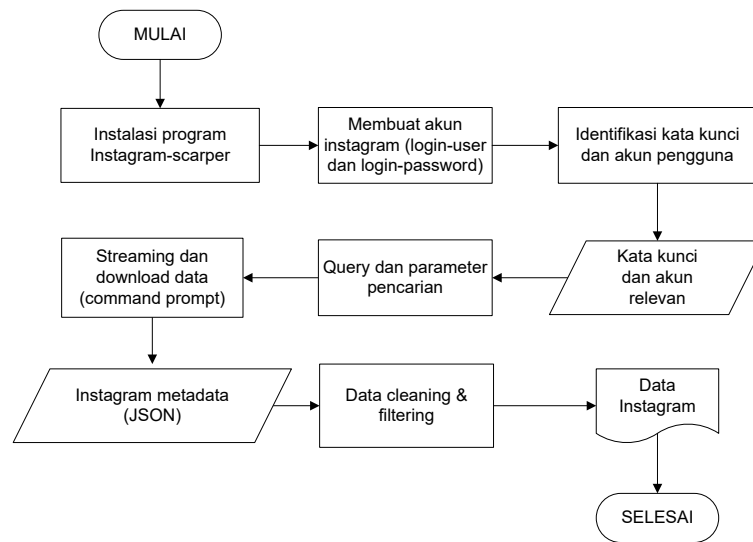 MULAI
Instalasi program
Instagram-scarper
Membuat akun
instagram (login-user
dan login-password)
Identifikasi kata kunci
dan akun pengguna
Kata kunci
dan akun
relevan
Query dan parameter
pencarian
Streaming dan
download data
(command prompt)
Instagram metadata
(JSON)
Data cleaning &
filtering
Data
Instagram
SELESAI